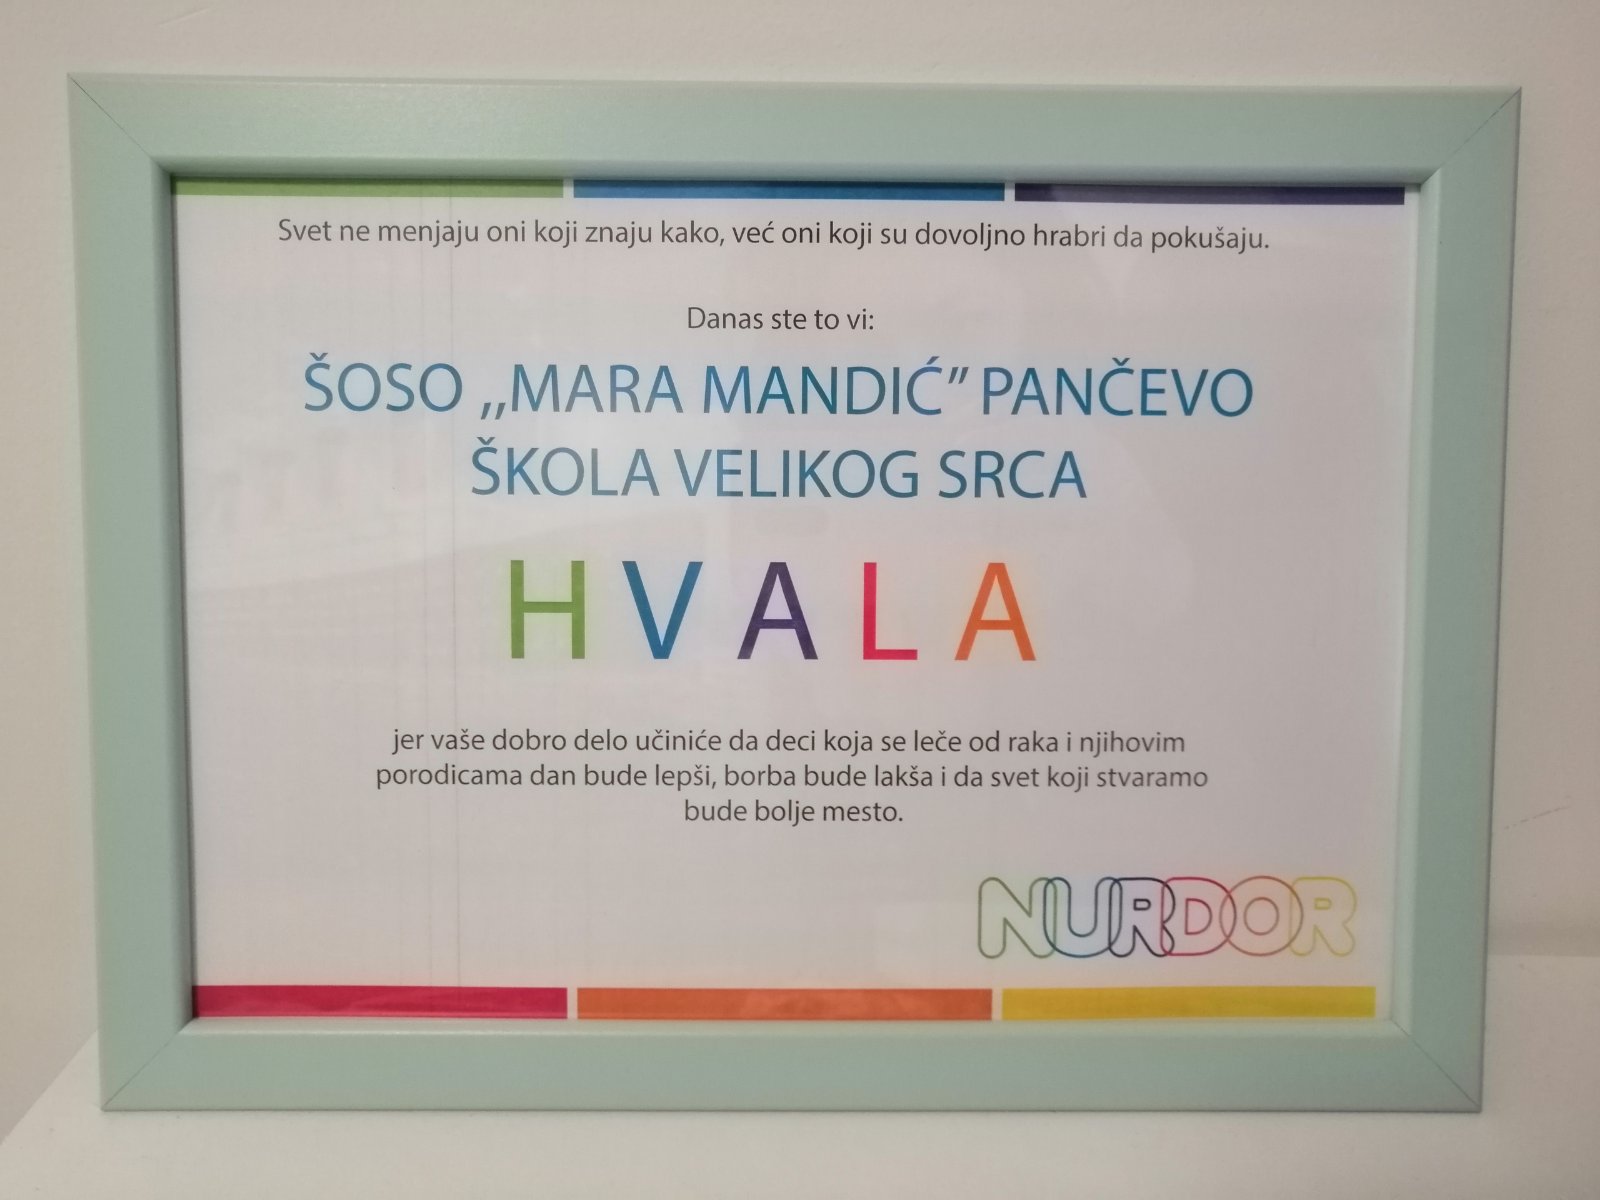 Svet ne menjaju oni koji znaju kako, već oni koji su dovoljno hrabri da pokušaju.
Danas ste to vi:
ŠOSO ,,MARA MANDIĆ" PANČEVO
ŠKOLA VELIKOG SRCA
HVALA
jer vaše dobro delo učiniće da deci koja se leče od raka i njihovim
porodicama dan bude lepši, borba bude lakša i da svet koji stvaramo
bude bolje mesto.
NURDOR